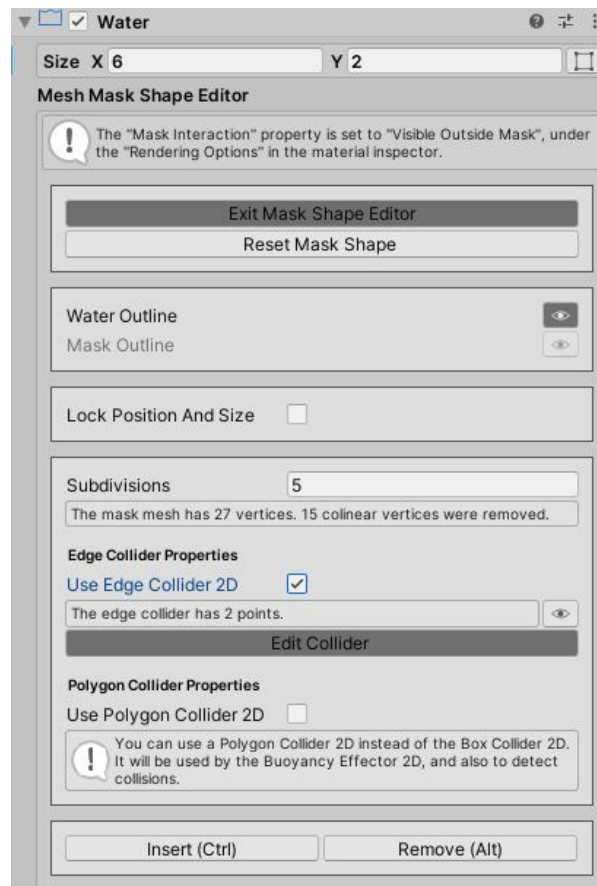 Water
Size X 6 Y 2
Mesh Mask Shape Editor
The "Mask Interaction" property is set to "Visible Outside Mask", under
the "Rendering Options" in the material inspector.
Exit Mask Shape Editor
Reset Mask Shape
Water Outline
Mask Outline
Lock Position And Size
Subdivisions 5
The mask mesh has 27 vertices. 15 colinear vertices were removed.
Edge Collider Properties
Use Edge Collider 2D
The edge collider has 2 points.
Edit Collider
Polygon Collider Properties
Use Polygon Collider 2D
You can use a Polygon Collider 2D instead of the Box Collider 2D.
It will be used by the Buoyancy Effector 2D, and also to detect
collisions.
Insert (Ctrl) Remove (Alt)